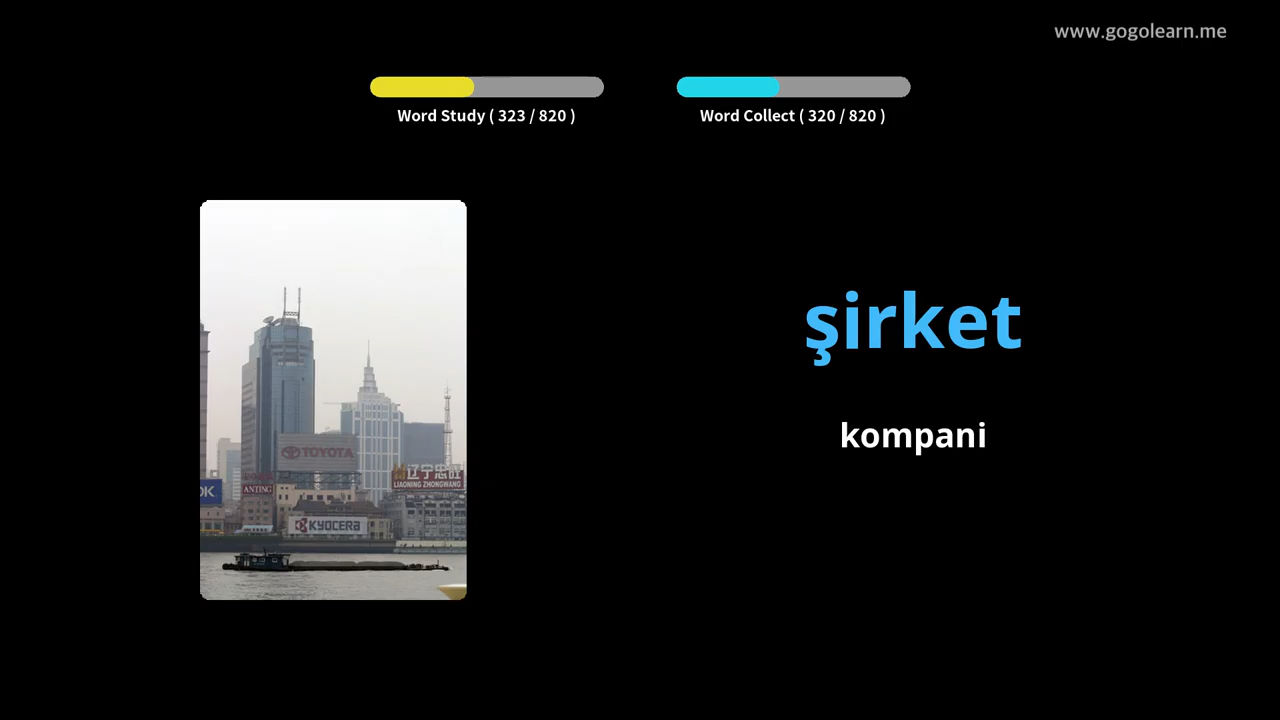 www.gogolearn.me
Word Study ( 323 / 820 )
Word Collect ( 320 / 820 )
şirket
kompani
TOYOTA
辽宁忠旺
LIAONING ZHONGWANG
OK
ANTING
KYOCERA